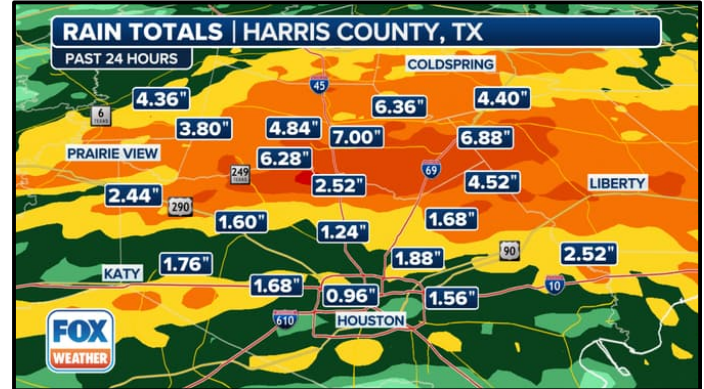 RAIN TOTALS | HARRIS COUNTY, TX
PAST 24 HOURS
COLDSPRING
45
4.36"
6.36"
4.40"
6
TEXAS
3.80"
4.84"
7.00"
6.88"
PRAIRIE VIEW
6.28"
249
TEXAS
69
2.52"
4.52"
LIBERTY
2.44"
290
1.60"
1.68"
1.24"
1.76"
1.88"
90
2.52"
KATY
1.68"
0.96"
1.56"
10
610
HOUSTON
FOX
WEATHER